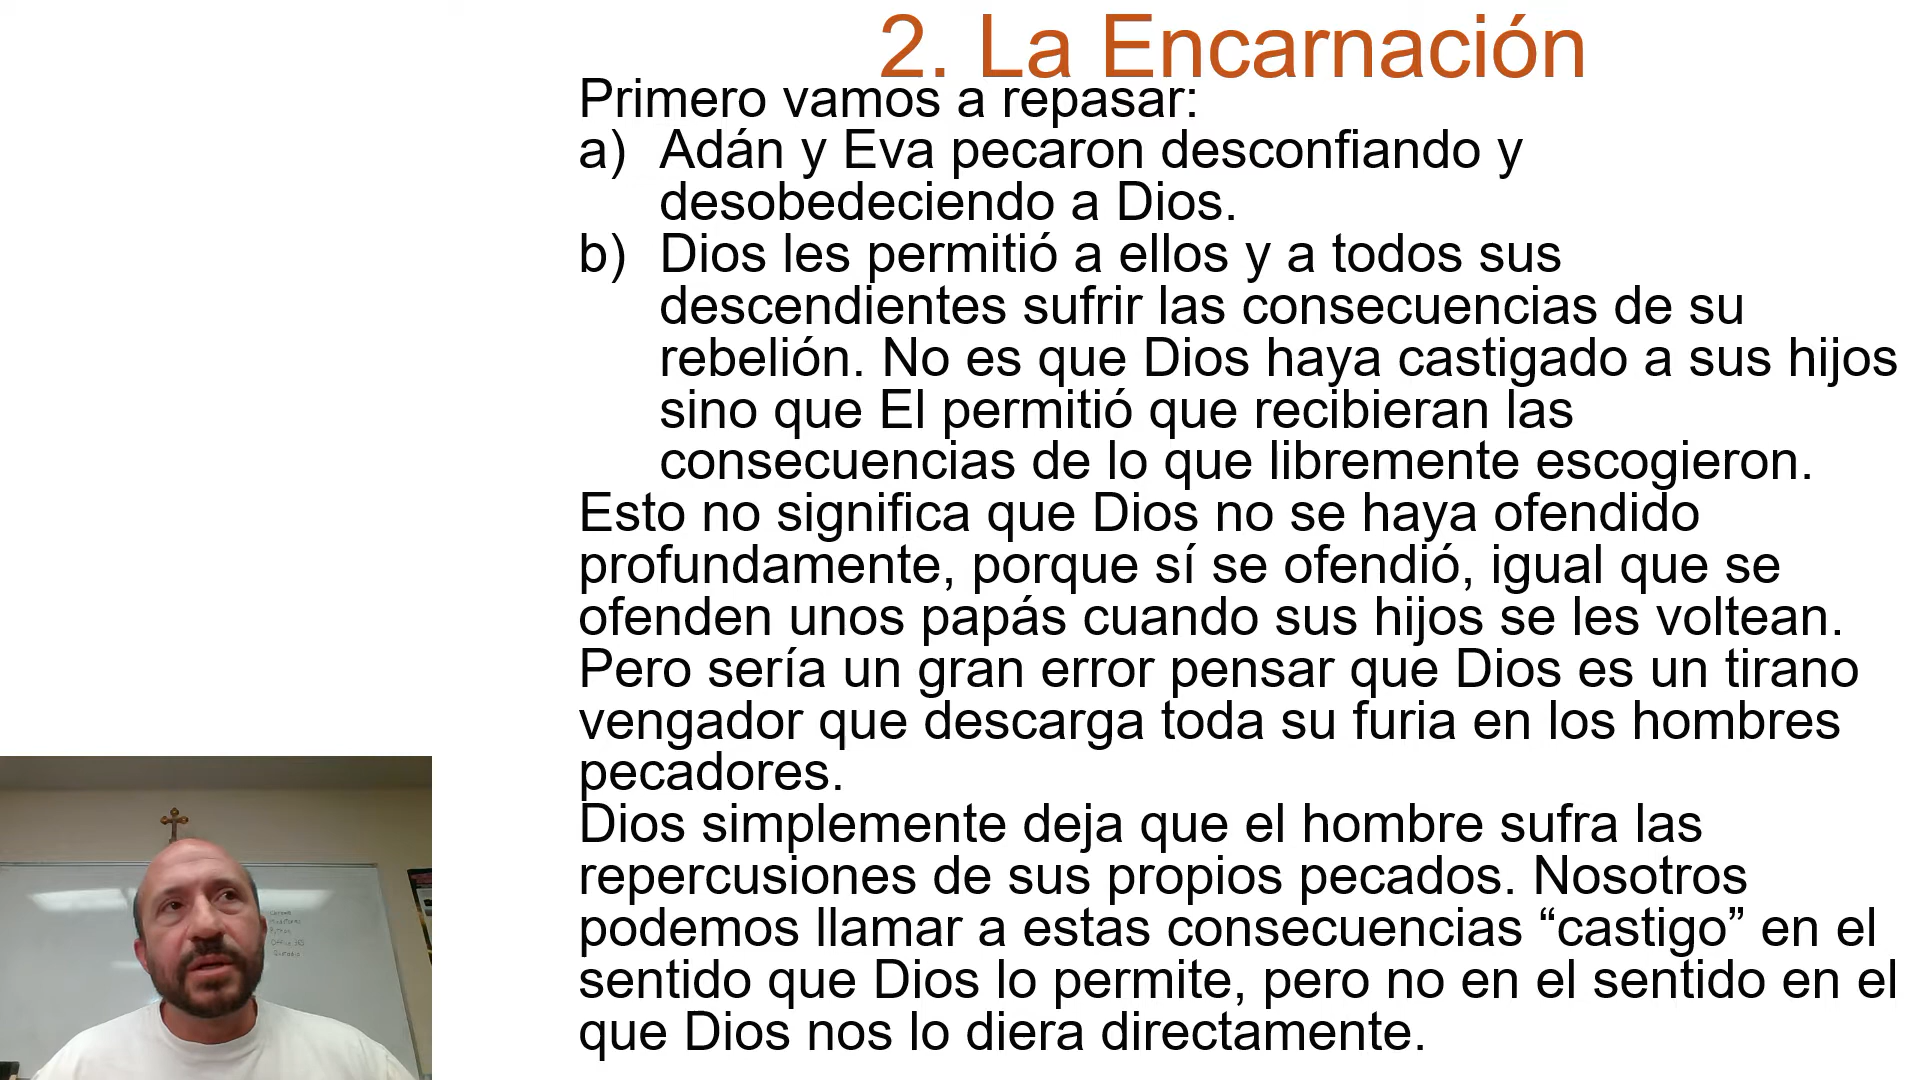 2. La Encarnación
Primero vamos a repasar:
a) Adán y Eva pecaron desconfiando y
desobedeciendo a Dios.
b) Dios les permitió a ellos y a todos sus
descendientes sufrir las consecuencias de su
rebelión. No es que Dios haya castigado a sus hijos
sino que El permitió que recibieran las
consecuencias de lo que libremente escogieron.
Esto no significa que Dios no se haya ofendido
profundamente, porque sí se ofendió, igual que se
ofenden unos papás cuando sus hijos se les voltean.
Pero sería un gran error pensar que Dios es un tirano
vengador que descarga toda su furia en los hombres
pecadores.
Dios simplemente deja que el hombre sufra las
repercusiones de sus propios pecados. Nosotros
podemos llamar a estas consecuencias “castigo” en el
sentido que Dios lo permite, pero no en el sentido en el
que Dios nos lo diera directamente.
Python
Office 365